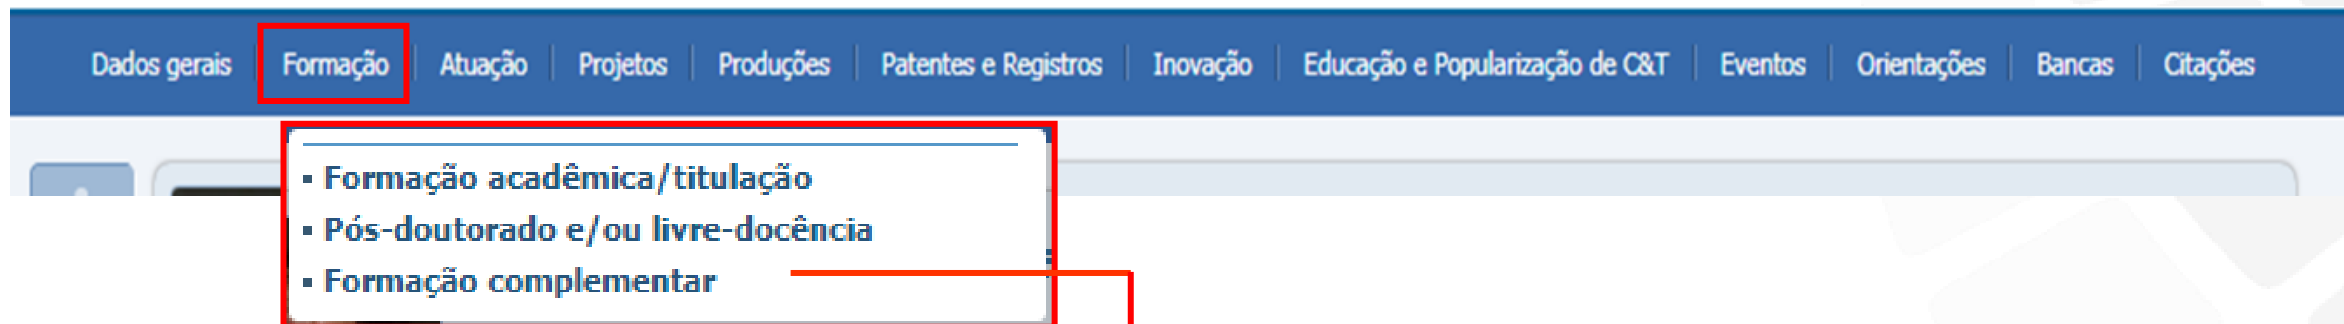 Dados gerais Formação Atuação Projetos Produções Patentes e Registros Inovação Educação e Popularização de C&T Eventos Orientações Bancas Citações
▪ Formação acadêmica/titulação
▪ Pós-doutorado e/ou livre-docência
▪ Formação complementar